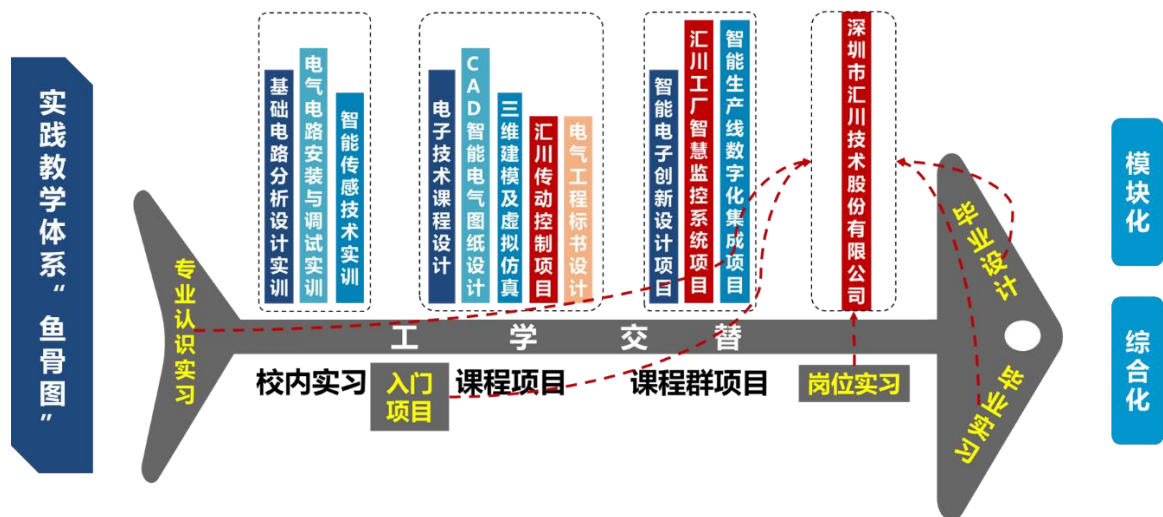 实践教学体系“鱼骨图”
专业认识实习
基础电路分析设计实训
电气电路安装与调试实训
智能传感技术实训
电子技术课程设计
CAD智能电气图纸设计
三维建模及虚拟仿真
汇川传动控制项目
电气工程标书设计
智能电子创新设计项目
汇川工厂智慧监控系统项目
智能生产线数字化集成项目
深圳市汇川技术股份有限公司
工学交替
校内实习
入门
项目
课程项目
课程群项目
岗位实习
毕业设计
毕业实习
模块化
综合化